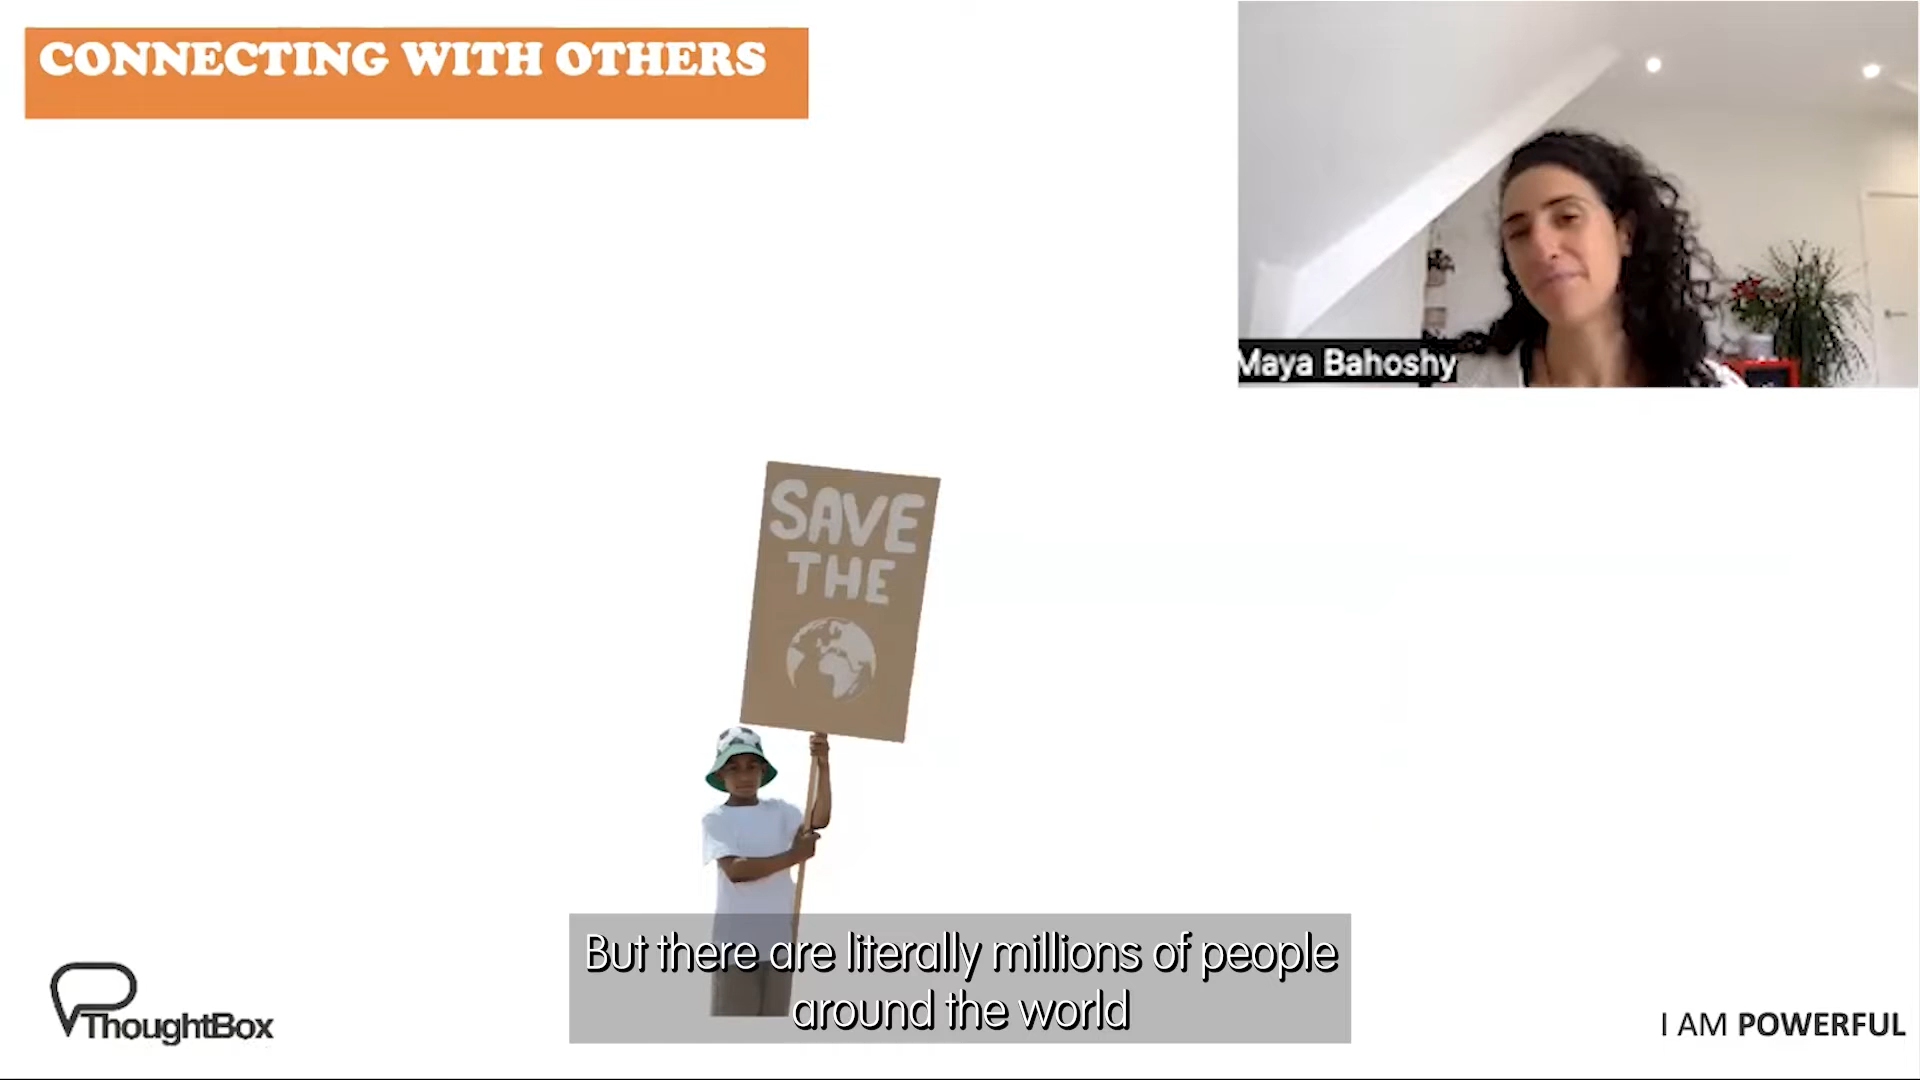 CONNECTING WITH OTHERS
Maya Bahoshy
SAVE
THE
But there are literally millions of people
around the world
ThoughtBox
I AM POWERFUL